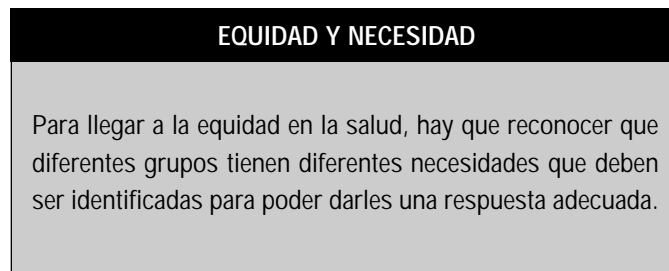 EQUIDAD Y NECESIDAD
Para llegar a la equidad en la salud, hay que reconocer que
diferentes grupos tienen diferentes necesidades que deben
ser identificadas para poder darles una respuesta adecuada.